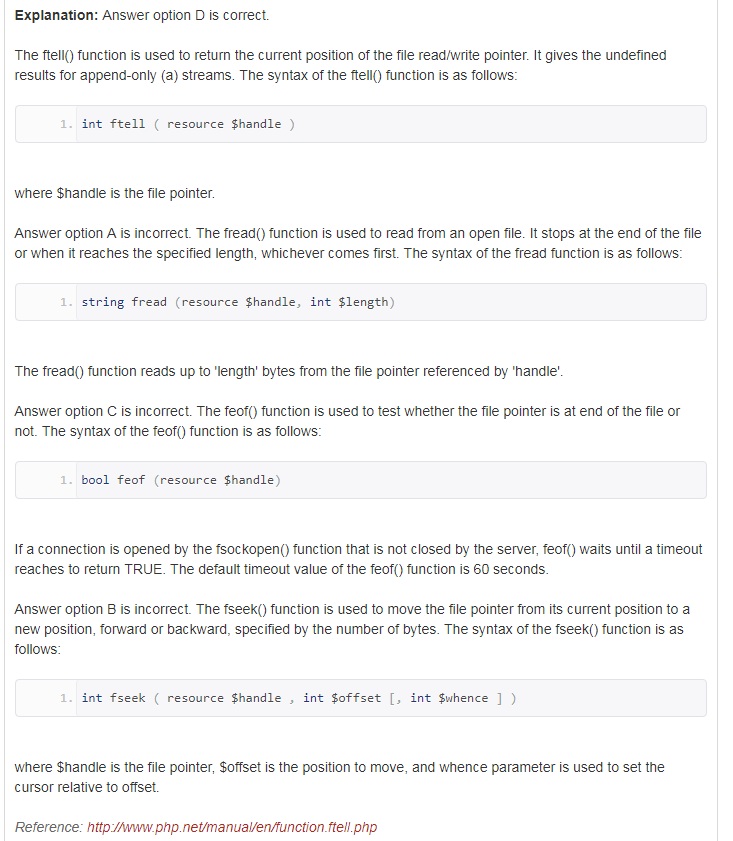 Explanation: Answer option D is correct.
The ftell() function is used to return the current position of the file read/write pointer. It gives the undefined
results for append-only (a) streams. The syntax of the ftell() function is as follows:
1. int ftell ( resource $handle )
where $handle is the file pointer.
Answer option A is incorrect. The fread() function is used to read from an open file. It stops at the end of the file
or when it reaches the specified length, whichever comes first. The syntax of the fread function is as follows:
1. string fread (resource $handle, int $length)
The fread() function reads up to 'length' bytes from the file pointer referenced by 'handle'.
Answer option C is incorrect. The feof() function is used to test whether the file pointer is at end of the file or
not. The syntax of the feof() function is as follows:
1. bool feof (resource $handle)
If a connection is opened by the fsockopen() function that is not closed by the server, feof() waits until a timeout
reaches to return TRUE. The default timeout value of the feof() function is 60 seconds.
Answer option B is incorrect. The fseek() function is used to move the file pointer from its current position to a
new position, forward or backward, specified by the number of bytes. The syntax of the fseek() function is as
follows:
1. int fseek ( resource $handle , int $offset [, int $whence ] )
where $handle is the file pointer, $offset is the position to move, and whence parameter is used to set the
cursor relative to offset.
Reference: http://www.php.net/manual/en/function.ftell.php